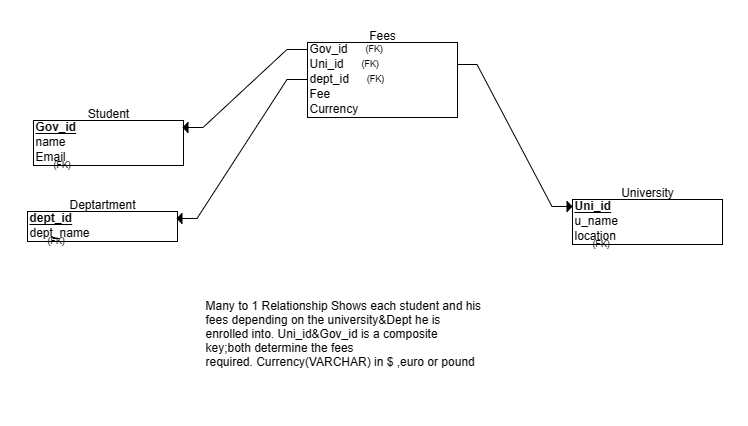 Fees
Gov_id (FK)
Uni_id (FK)
dept_id (FK)
Fee
Currency
Student
Gov_id
name
Email
(FK)
Deptartment
dept_id
dept_name
(FK)
University
Uni_id
u_name
location
(FK)
Many to 1 Relationship Shows each student and his
fees depending on the university&Dept he is
enrolled into. Uni_id&Gov_id is a composite
key;both determine the fees
required. Currency(VARCHAR) in $ ,euro or pound